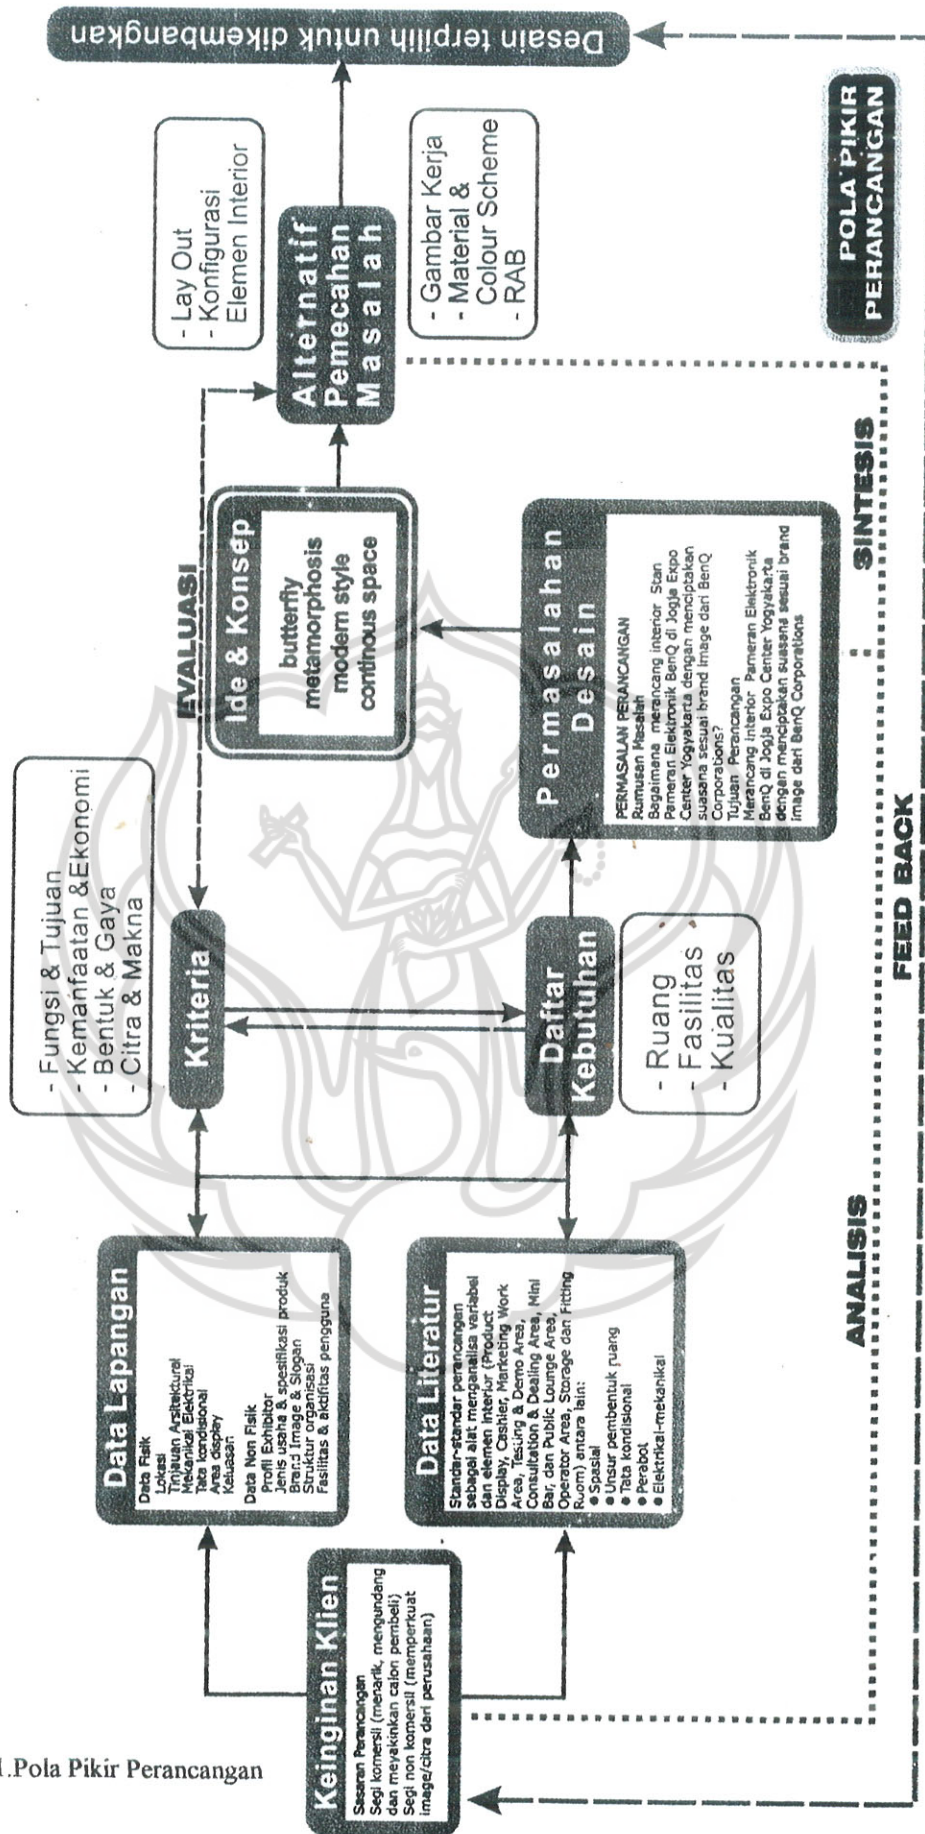 1.Pola Pikir Perancangan
Keinginan Klien
Sasaran Perancangan
Segi komersil (menarik, mengundang
dan meyakinkan calon pembeli)
Segi non komersil (memperkuat
image/citra dari perusahaan)
Data Lapangan
Data Fisik
Lokasi
Tinjauan Arsitektural
Mekanikal Elektrikal
Tata kondisional
Area display
Keluasan
Data Non Fisik
Profil Exhibitor
Jenis usaha & spesifikasi produk
Brand Image & Slogan
Struktur organisasi
Fasilitas & aktifitas pengguna
Data Literatur
Standar-standar perancangan
sebagai alat menganalisa variabel
dan elemen interior (Product
Display, Cashier, Marketing Work
Area, Testing & Demo Area,
Consultation & Dealing Area, Mini
Bar, dan Public Lounge Area,
Operator Area, Storage dan Fitting
Ruom) antara lain:
● Spasial
● Unsur pembentuk ruang
● Tata kondisional
● Perabot
● Elektrikal-mekanikal
- Fungsi & Tujuan
- Kemanfaatan &Ekonomi
- Bentuk & Gaya
- Citra & Makna
Kriteria
Daftar
Kebutuhan
- Ruang
- Fasilitas
- Kualitas
EVALUASI
Ide & Konsep
butterfly
metamorphosis
modern style
continous space
Permasalahan
Desain
PERMASALAN PERANCANGAN
Rumusan Masalah
Bagaimana merancang interior Stan
Pameran Elektronik BenQ di Jogja Expo
Center Yogyakarta dengan menciptakan
suasana sesuai brand image dari BenQ
Corporations?
Tujuan Perancangan
Merancang Interior Pameran Elektronik
BenQ di Jogja Expo Center Yogyakarta
dengan menciptakan suasana sesuai brand
image dari BenQ Corporations
- Lay Out
- Konfigurasi
Elemen Interior
Alternatif
Pemecahan
Masalah
- Gambar Kerja
- Material &
Colour Scheme
- RAB
Desain terpilih untuk dikembangkan
ANALISIS
SINTESIS
FEED BACK
POLA PIKIR
PERANCANGAN